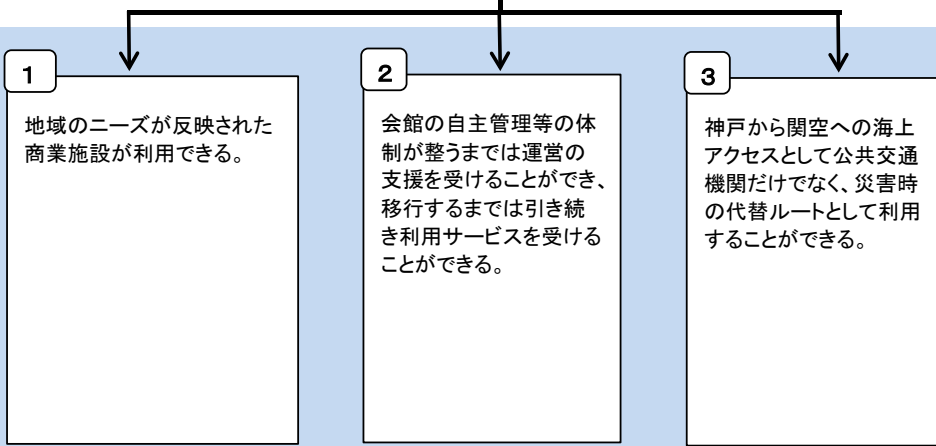 1
地域のニーズが反映された
商業施設が利用できる。
2
会館の自主管理等の体
制が整うまでは運営の
支援を受けることができ、
移行するまでは引き続
き利用サービスを受ける
ことができる。
3
神戸から関空への海上
アクセスとして公共交通
機関だけでなく、災害時
の代替ルートとして利用
することができる。